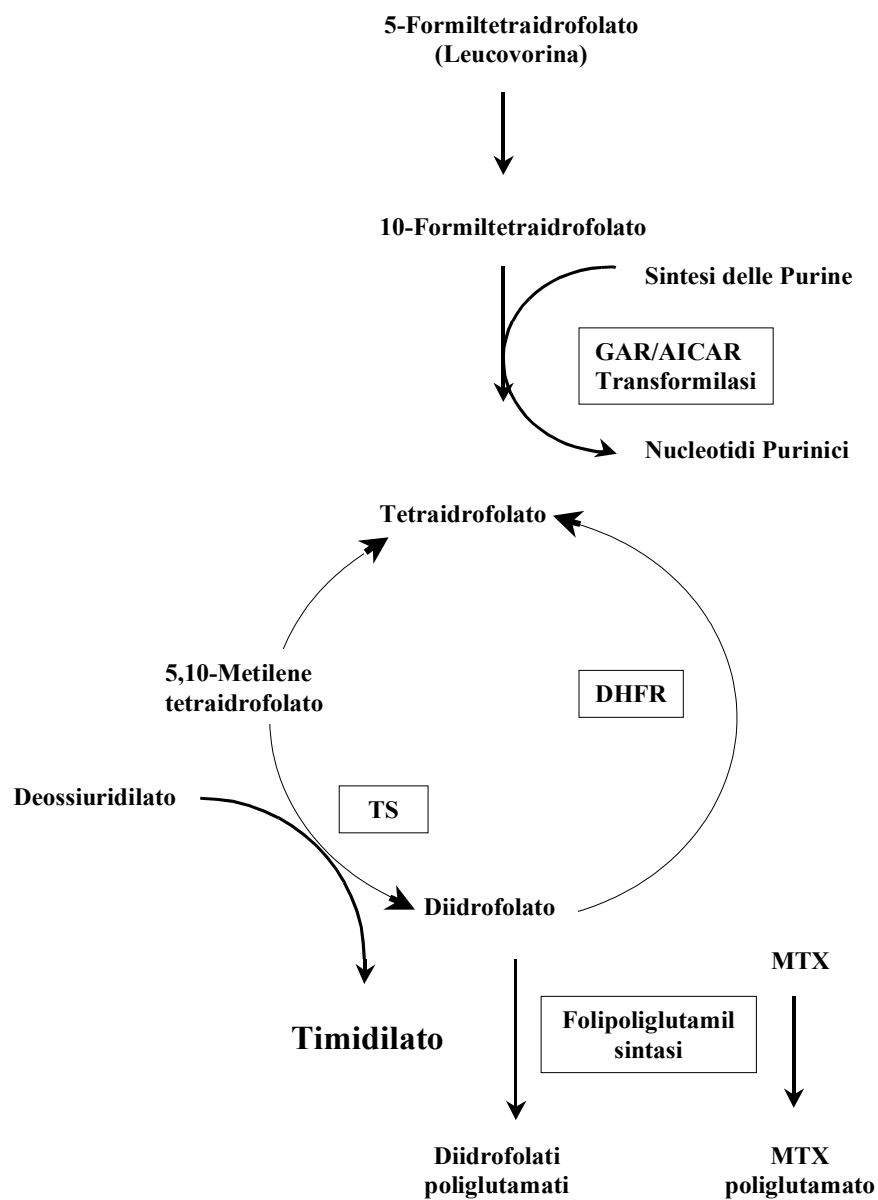 5-Formiltetraidrofolato
(Leucovorina)
10-Formiltetraidrofolato
Sintesi delle Purine
GAR/AICAR
Transformilasi
Nucleotidi Purinici
Tetraidrofolato
5,10-Metilene
tetraidrofolato
DHFR
Deossiuridilato
TS
Diidrofolato
MTX
Timidilato
Folipoliglutamil
sintasi
Diidrofolati
poliglutamati
MTX
poliglutamato